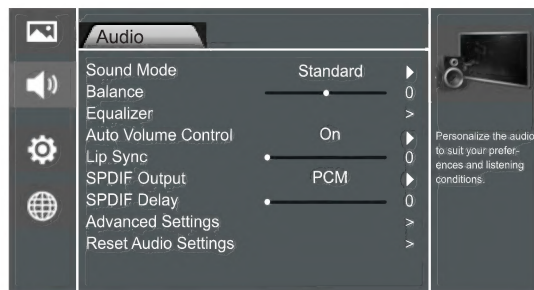 Audio
Sound Mode Standard
Balance 0
Equalizer >
Auto Volume Control On
Lip Sync 0
SPDIF Output PCM
SPDIF Delay 0
Advanced Settings >
Reset Audio Settings >
Personalize the audio
to suit your prefer-
ences and listening
conditions.